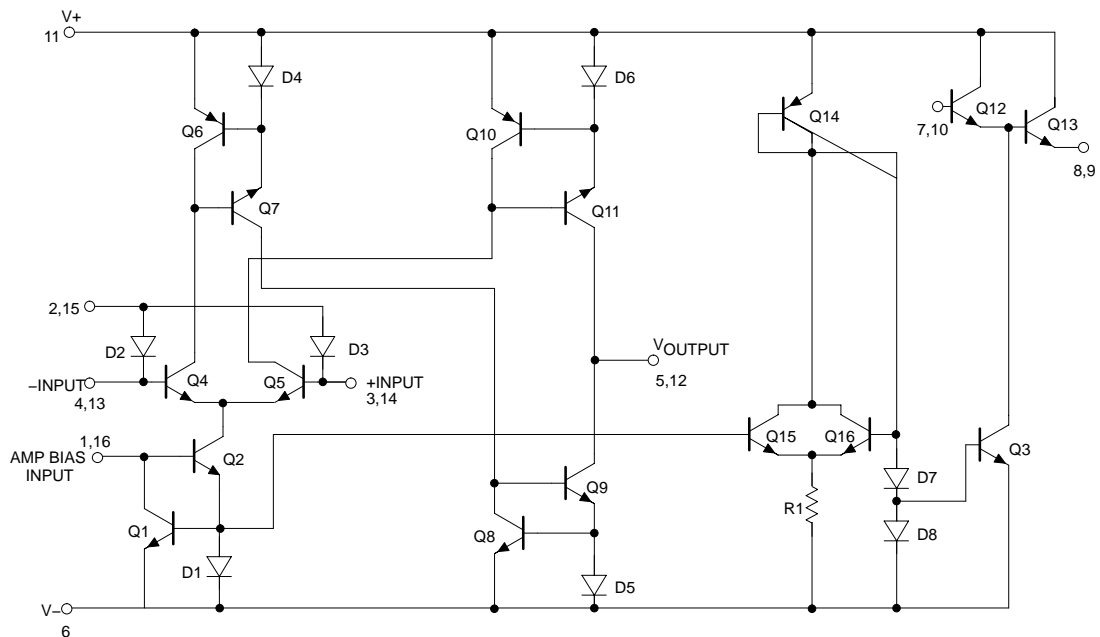 V+
11
D4
D6
Q6
Q10
Q14
Q12
7,10
Q13
8,9
Q7
Q11
2,15
D2
D3
VOUTPUT
5,12
–INPUT
4,13
Q4
Q5
+INPUT
3,14
1,16
AMP BIAS
INPUT
Q2
Q15
Q16
Q3
D7
Q9
R1
Q1
Q8
D8
D1
D5
V–
6